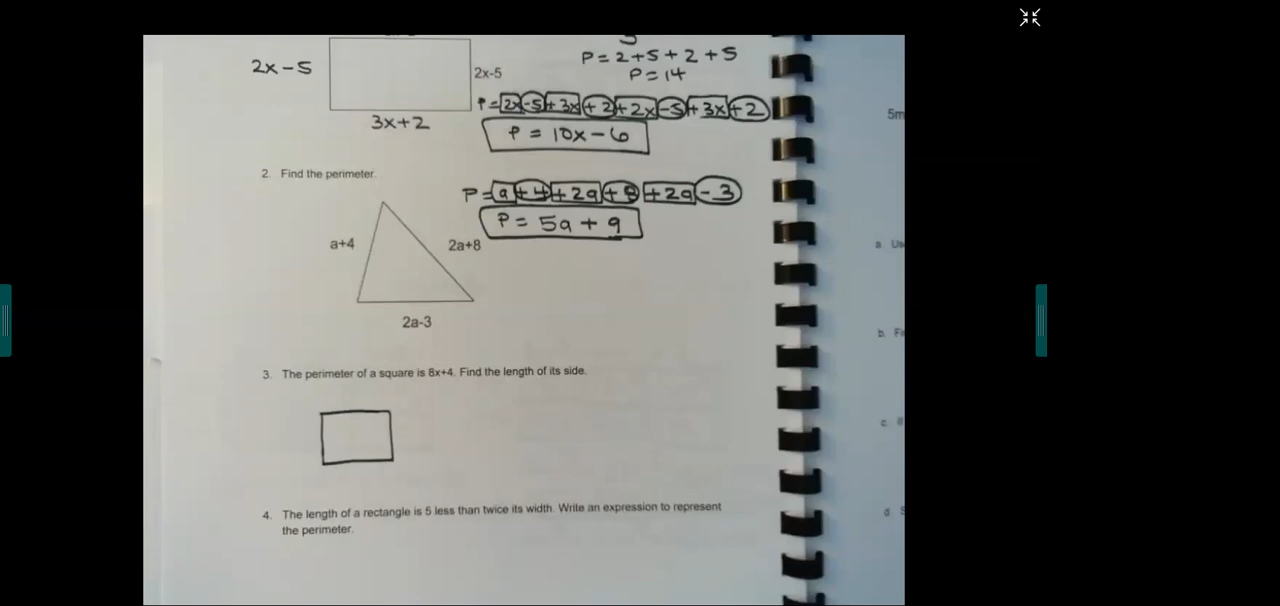 P=2+5+2+5
2x-5
P=14
2x-5
P=2x-5+3x+2+2x-5+3x+2
3x+2
5m
P = 10x-6
2. Find the perimeter.
P=a+4+2a+8+2a-3
P= 5a+9
a+4
2a+8
a
2a-3
b.
3. The perimeter of a square is 8x+4. Find the length of its side.
c.
4. The length of a rectangle is 5 less than twice its width. Write an expression to represent
the perimeter.
d